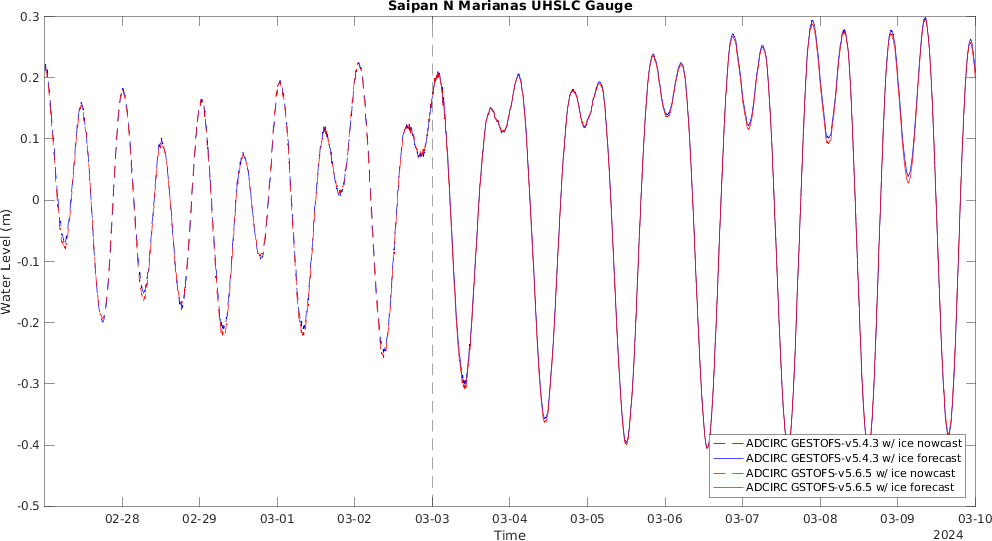 Saipan N Marianas UHSLC Gauge
0.3
0.2
0.1
0
-0.1
-0.2
-0.3
-0.4
-0.5
Water Level (m)
ADCIRC GESTOFS-v5.4.3 w/ ice nowcast
ADCIRC GESTOFS-v5.4.3 w/ ice forecast
ADCIRC GSTOFS-v5.6.5 w/ ice nowcast
ADCIRC GSTOFS-v5.6.5 w/ ice forecast
02-28 02-29 03-01 03-02 03-03 03-04 03-05 03-06 03-07 03-08 03-09 03-10
Time
2024